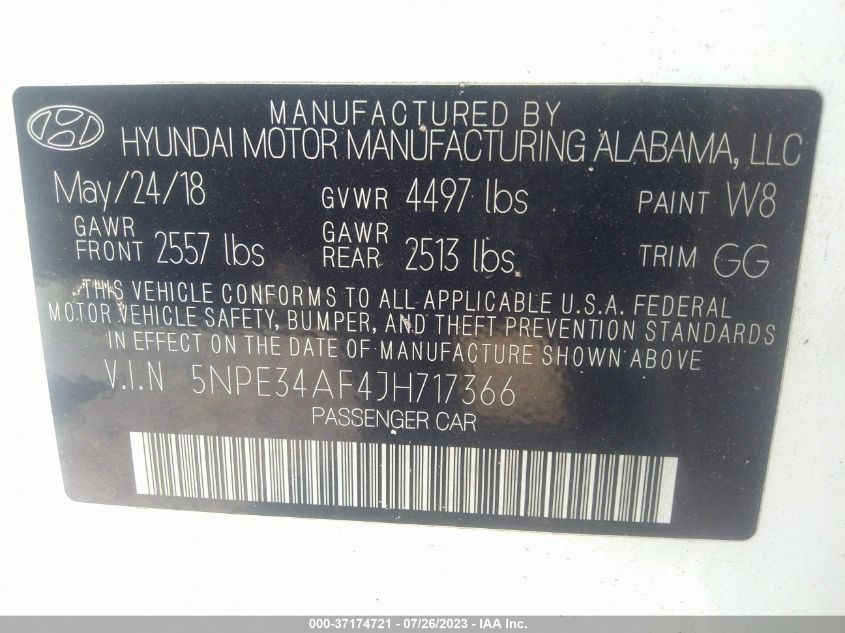 MANUFACTURED BY
HYUNDAI MOTOR MANUFACTURING ALABAMA, LLC
May/24/18 GVWR 4497 lbs PAINT W8
GAWR FRONT 2557 lbs GAWR REAR 2513 lbs TRIM GG
THIS VEHICLE CONFORMS TO ALL APPLICABLE U.S.A. FEDERAL
MOTOR VEHICLE SAFETY, BUMPER, AND THEFT PREVENTION STANDARDS
IN EFFECT ON THE DATE OF MANUFACTURE SHOWN ABOVE
V.I.N 5NPE34AF4JH717366
PASSENGER CAR
000-37174721 - 07/26/2023 - IAA Inc.